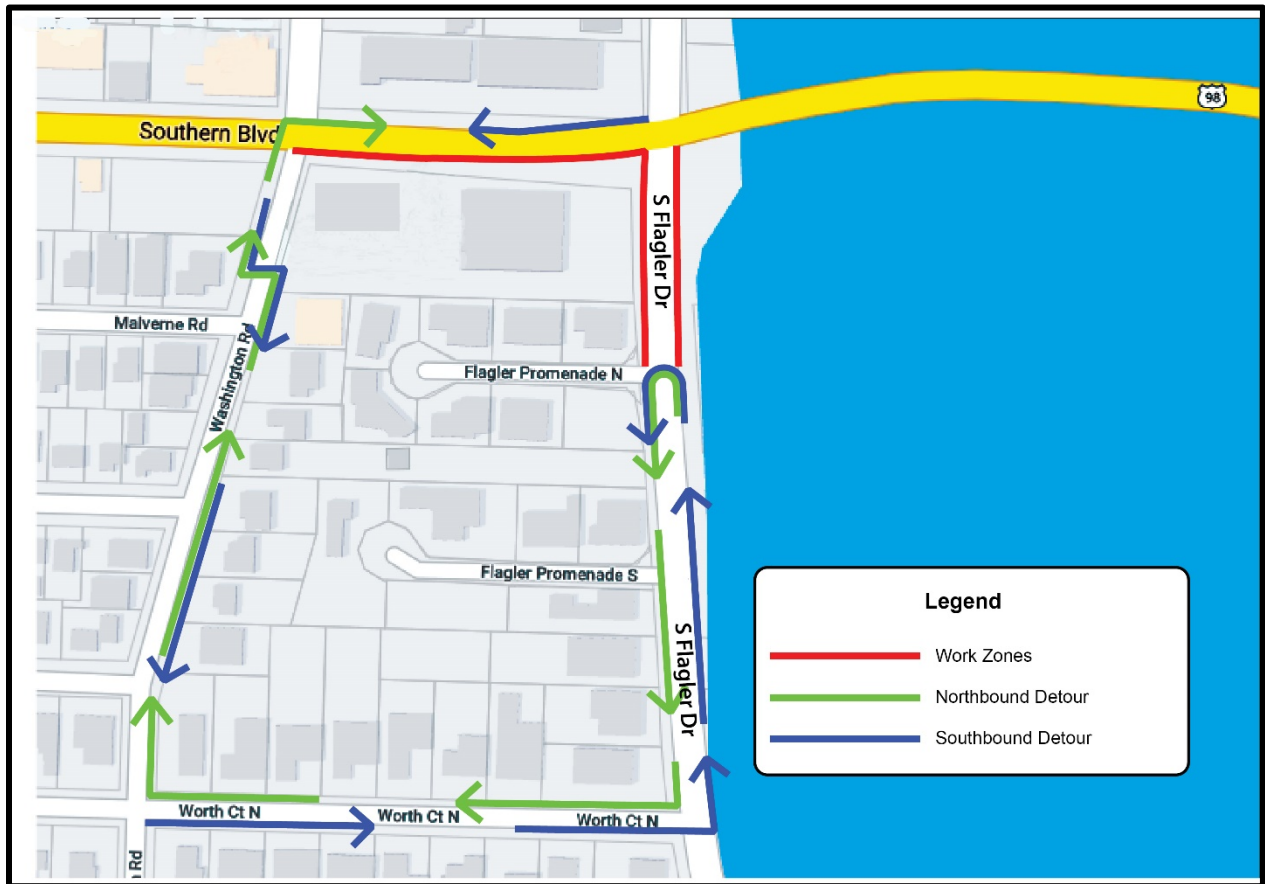 98
Southern Blvd
S Flagler Dr
Malverne Rd
Washington Rd
Flagler Promenade N
Flagler Promenade S
S Flagler Dr
Legend
Work Zones
Northbound Detour
Southbound Detour
Worth Ct N
Worth Ct N
Worth Ct N
Rd